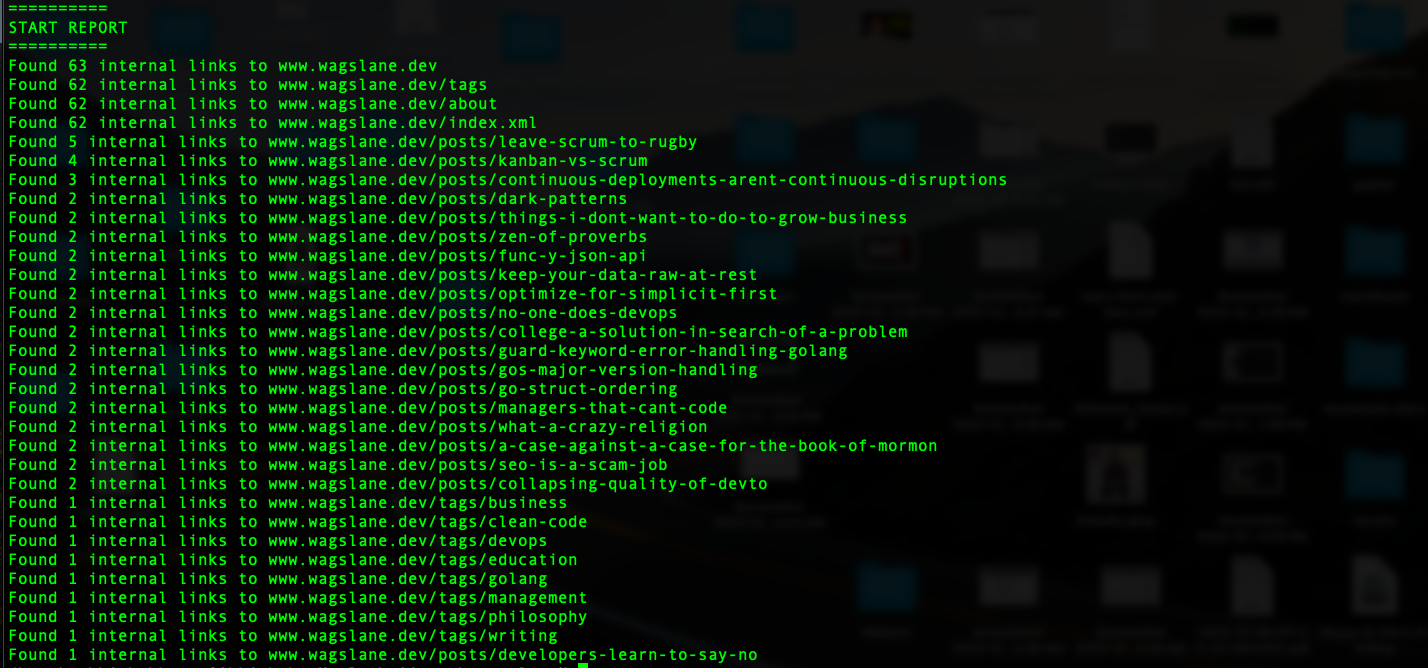 ==========
START REPORT
==========
Found 63 internal links to www.wagslane.dev
Found 62 internal links to www.wagslane.dev/tags
Found 62 internal links to www.wagslane.dev/about
Found 62 internal links to www.wagslane.dev/index.xml
Found 5 internal links to www.wagslane.dev/posts/leave-scrum-to-rugby
Found 4 internal links to www.wagslane.dev/posts/kanban-vs-scrum
Found 3 internal links to www.wagslane.dev/posts/continuous-deployments-arent-continuous-disruptions
Found 2 internal links to www.wagslane.dev/posts/dark-patterns
Found 2 internal links to www.wagslane.dev/posts/things-i-dont-want-to-do-to-grow-business
Found 2 internal links to www.wagslane.dev/posts/zen-of-proverbs
Found 2 internal links to www.wagslane.dev/posts/func-y-json-api
Found 2 internal links to www.wagslane.dev/posts/keep-your-data-raw-at-rest
Found 2 internal links to www.wagslane.dev/posts/optimize-for-simplicit-first
Found 2 internal links to www.wagslane.dev/posts/no-one-does-devops
Found 2 internal links to www.wagslane.dev/posts/college-a-solution-in-search-of-a-problem
Found 2 internal links to www.wagslane.dev/posts/guard-keyword-error-handling-golang
Found 2 internal links to www.wagslane.dev/posts/gos-major-version-handling
Found 2 internal links to www.wagslane.dev/posts/go-struct-ordering
Found 2 internal links to www.wagslane.dev/posts/managers-that-cant-code
Found 2 internal links to www.wagslane.dev/posts/what-a-crazy-religion
Found 2 internal links to www.wagslane.dev/posts/a-case-against-a-case-for-the-book-of-mormon
Found 2 internal links to www.wagslane.dev/posts/seo-is-a-scam-job
Found 2 internal links to www.wagslane.dev/posts/collapsing-quality-of-devto
Found 1 internal links to www.wagslane.dev/tags/business
Found 1 internal links to www.wagslane.dev/tags/clean-code
Found 1 internal links to www.wagslane.dev/tags/devops
Found 1 internal links to www.wagslane.dev/tags/education
Found 1 internal links to www.wagslane.dev/tags/golang
Found 1 internal links to www.wagslane.dev/tags/management
Found 1 internal links to www.wagslane.dev/tags/philosophy
Found 1 internal links to www.wagslane.dev/tags/writing
Found 1 internal links to www.wagslane.dev/posts/developers-learn-to-say-no